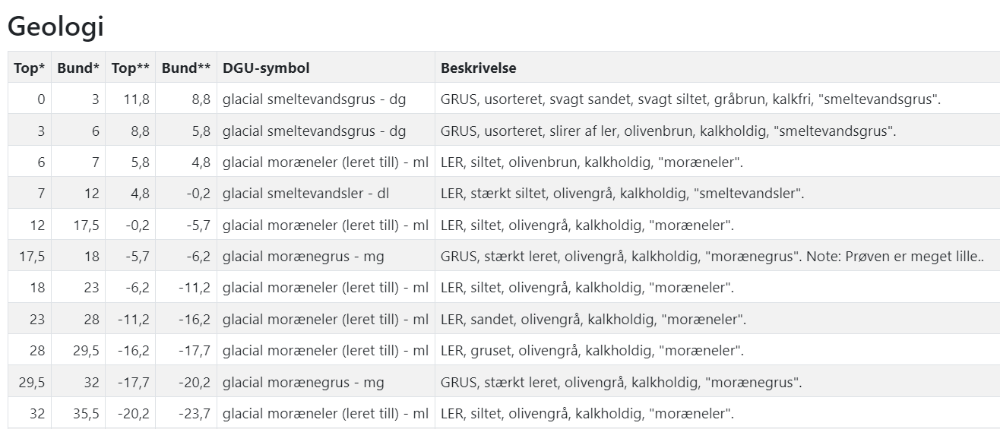 Geologi
Top* Bund* Top** Bund** DGU-symbol Beskrivelse
0 3 11,8 8,8 glacial smeltevandsgrus - dg GRUS, usorteret, svagt sandet, svagt siltet, gråbrun, kalkfri, "smeltevandsgrus".
3 6 8,8 5,8 glacial smeltevandsgrus - dg GRUS, usorteret, slirer af ler, olivenbrun, kalkholdig, "smeltevandsgrus".
6 7 5,8 4,8 glacial moræneler (leret till) - ml LER, siltet, olivenbrun, kalkholdig, "moræneler".
7 12 4,8 -0,2 glacial smeltevandsler - dl LER, stærkt siltet, olivengrå, kalkholdig, "smeltevandsler".
12 17,5 -0,2 -5,7 glacial moræneler (leret till) - ml LER, siltet, olivengrå, kalkholdig, "moræneler".
17,5 18 -5,7 -6,2 glacial morænegrus - mg GRUS, stærkt leret, olivengrå, kalkholdig, "morænegrus". Note: Prøven er meget lille..
18 23 -6,2 -11,2 glacial moræneler (leret till) - ml LER, siltet, olivengrå, kalkholdig, "moræneler".
23 28 -11,2 -16,2 glacial moræneler (leret till) - ml LER, sandet, olivengrå, kalkholdig, "moræneler".
28 29,5 -16,2 -17,7 glacial moræneler (leret till) - ml LER, gruset, olivengrå, kalkholdig, "moræneler".
29,5 32 -17,7 -20,2 glacial morænegrus - mg GRUS, stærkt leret, olivengrå, kalkholdig, "morænegrus".
32 35,5 -20,2 -23,7 glacial moræneler (leret till) - ml LER, siltet, olivengrå, kalkholdig, "moræneler".